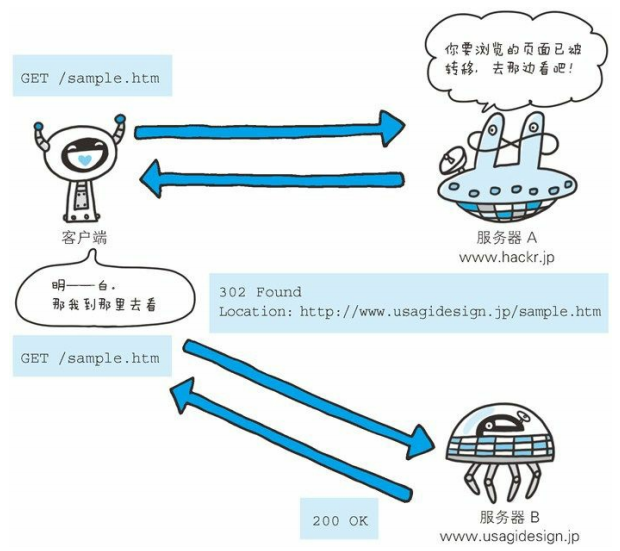 你要浏览的页面已被
转移，去那边看吧！
GET /sample.htm
客户端
服务器 A
www.hackr.jp
明——白。
那我到那里去看
302 Found
Location: http://www.usagidesign.jp/sample.htm
GET /sample.htm
200 OK
服务器 B
www.usagidesign.jp